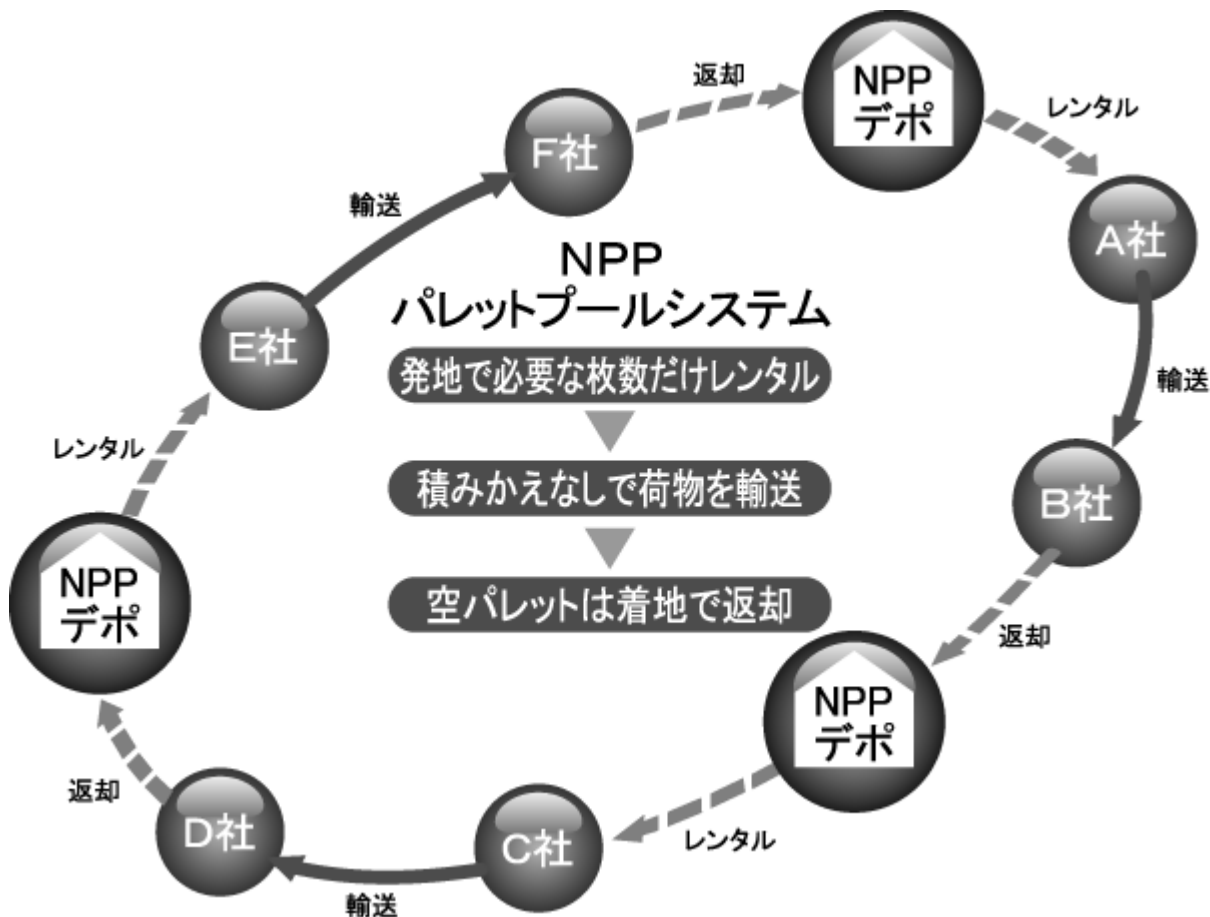 返却
NPP
デポ
レンタル
F社
A社
輸送
NPP
パレットプールシステム
E社
発地で必要な枚数だけレンタル
輸送
レンタル
積みかえなしで荷物を輸送
B社
NPP
デポ
空パレットは着地で返却
返却
NPP
デポ
返却
D社
C社
レンタル
輸送